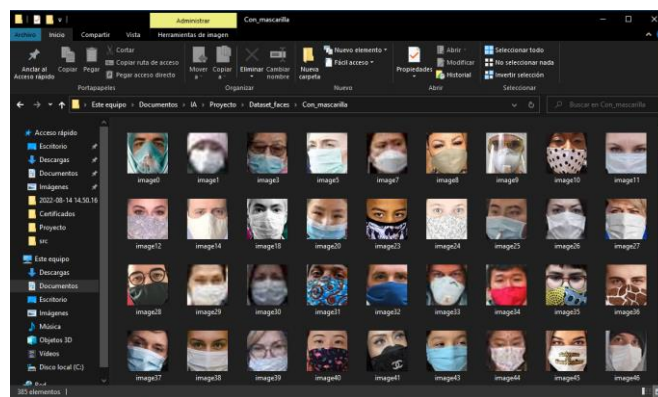 Administrar
Con_mascarilla
Archivo
Inicio
Compartir
Vista
Herramientas de imagen
Anclar al
Acceso rápido
Copiar
Pegar
Cortar
Copiar ruta de acceso
Pegar acceso directo
Portapapeles
Mover
a
Copiar
a
Eliminar
Cambiar
nombre
Organizar
Nueva
carpeta
Nuevo elemento
Fácil acceso
Nuevo
Propiedades
Abrir
Modificar
Historial
Abrir
Seleccionar todo
No seleccionar nada
Invertir selección
Seleccionar
Este equipo > Documentos > IA > Proyecto > Dataset_faces > Con_mascarilla
Buscar en Con_mascarilla
Acceso rápido
Escritorio
Descargas
Documentos
Imágenes
2022-08-14 14.50.16
Certificados
Proyecto
src
Este equipo
Descargas
Documentos
Escritorio
Imágenes
Música
Objetos 3D
Vídeos
Disco local (C:)
Red
image0 image1 image3 image5 image7 image8 image9 image10 image11
image12 image14 image18 image20 image23 image24 image25 image26 image27
image28 image29 image30 image31 image32 image33 image34 image35 image36
image37 image38 image39 image40 image41 image43 image44 image45 image46
385 elementos